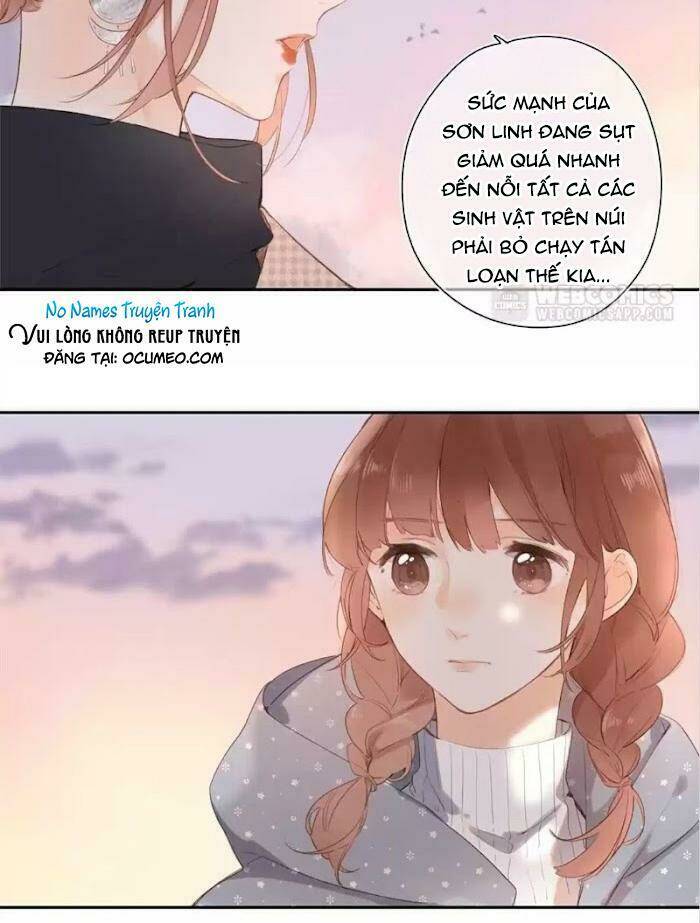 SỨC MẠNH CỦA
SƠN LINH ĐANG SỤT
GIẢM QUÁ NHANH
ĐẾN NỖI TẤT CẢ CÁC
SINH VẬT TRÊN NÚI
PHẢI BỎ CHẠY TÁN
LOẠN THẾ KIA...
WEBCOMICS
WEBCOMICSAPP.COM
No Names Truyện Tranh
VUI LÒNG KHÔNG REUP TRUYỆN
ĐĂNG TẠI: OCUMEO.COM